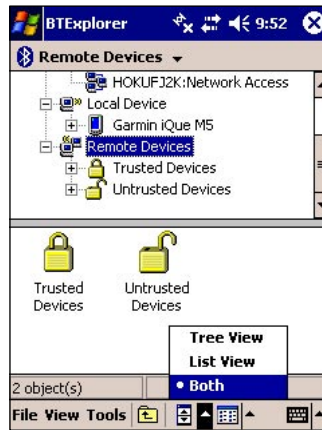 BTExplorer 9:52
Remote Devices
HOKUFJ2K:Network Access
Local Device
Garmin iQue M5
Remote Devices
Trusted Devices
Untrusted Devices
Trusted Devices
Untrusted Devices
Tree View
List View
Both
2 object(s)
File View Tools